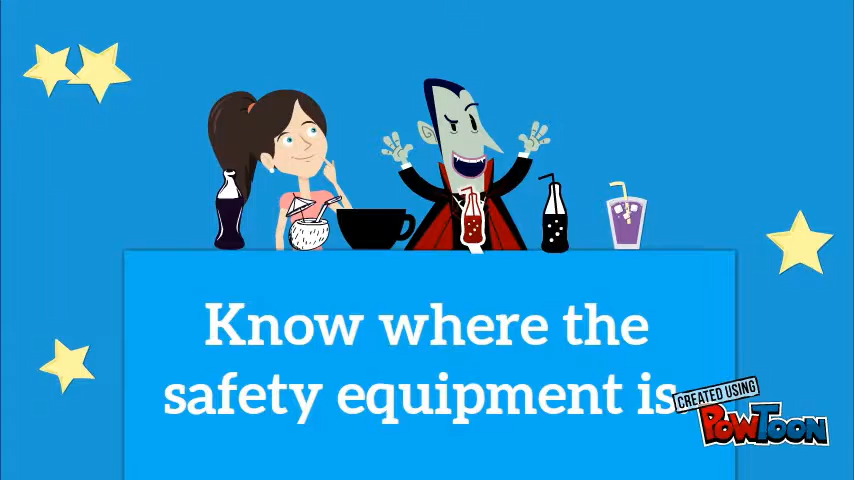 Know where the
safety equipment is.
CREATED USING
POWTOON